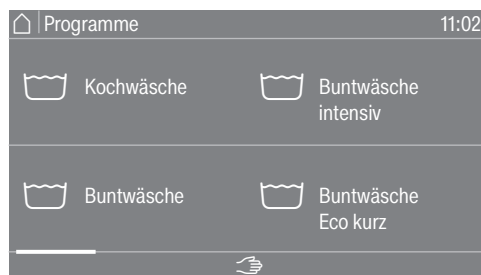 Programme 11:02
Kochwäsche
Buntwäsche
intensiv
Buntwäsche
Buntwäsche
Eco kurz